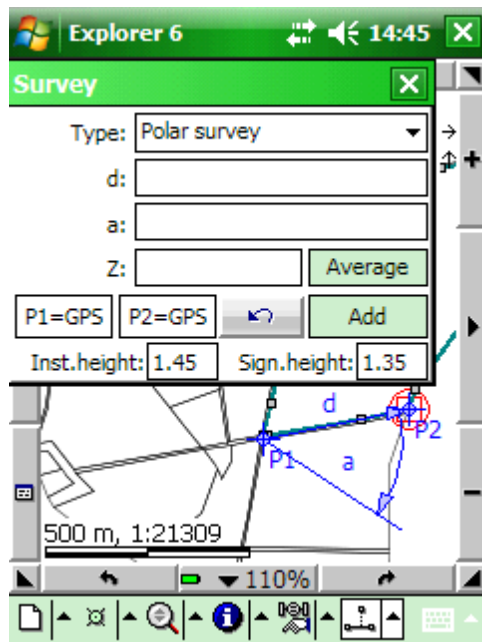 Explorer 6 14:45
Survey
Type: Polar survey
d:
a:
Z: Average
P1=GPS P2=GPS Add
Inst.height: 1.45 Sign.height: 1.35
d
P2
P1 a
500 m, 1:21309
110%